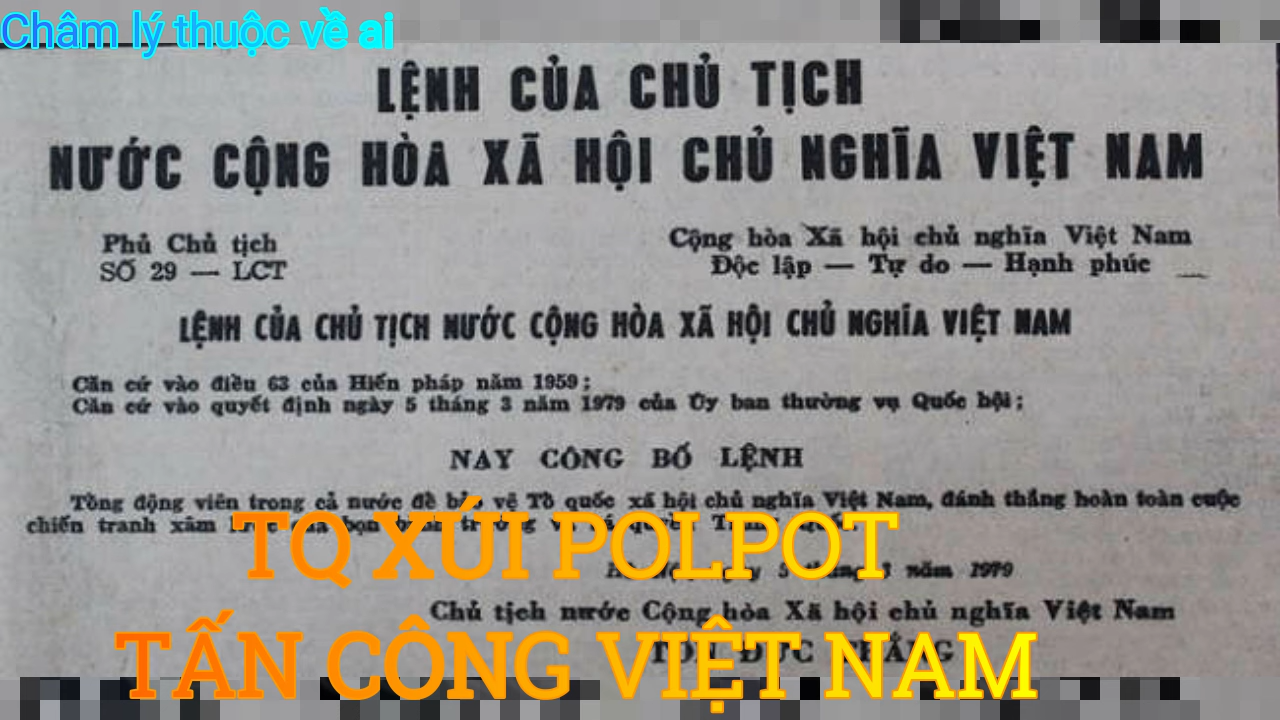 Châm lý thuộc về ai
LỆNH CỦA CHỦ TỊCH
NƯỚC CỘNG HÒA XÃ HỘI CHỦ NGHĨA VIỆT NAM
Phủ Chủ tịch
SỐ 29 — LCT
Cộng hòa Xã hội chủ nghĩa Việt Nam
Độc lập — Tự do — Hạnh phúc
LỆNH CỦA CHỦ TỊCH NƯỚC CỘNG HÒA XÃ HỘI CHỦ NGHĨA VIỆT NAM
Căn cứ vào điều 63 của Hiến pháp năm 1959;
Căn cứ vào quyết định ngày 5 tháng 3 năm 1979 của Ủy ban thường vụ Quốc hội;
NAY CÔNG BỐ LỆNH
Tổng động viên trong cả nước để bảo vệ Tổ quốc xã hội chủ nghĩa Việt Nam, đánh thắng hoàn toàn cuộc
chiến tranh xâm
năm 1979
Chủ tịch nước Cộng hòa Xã hội chủ nghĩa Việt Nam
TÔN ĐỨC THẮNG
TQ XÚI POLPOT
TẤN CÔNG VIỆT NAM